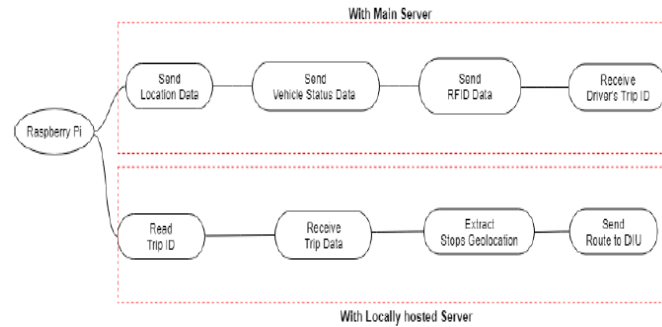 With Main Server
Send
Location Data
Send
Vehicle Status Data
Send
RFID Data
Receive
Driver's Trip ID
Raspberry Pi
Read
Trip ID
Receive
Trip Data
Extract
Stops Geolocation
Send
Route to DIU
With Locally hosted Server